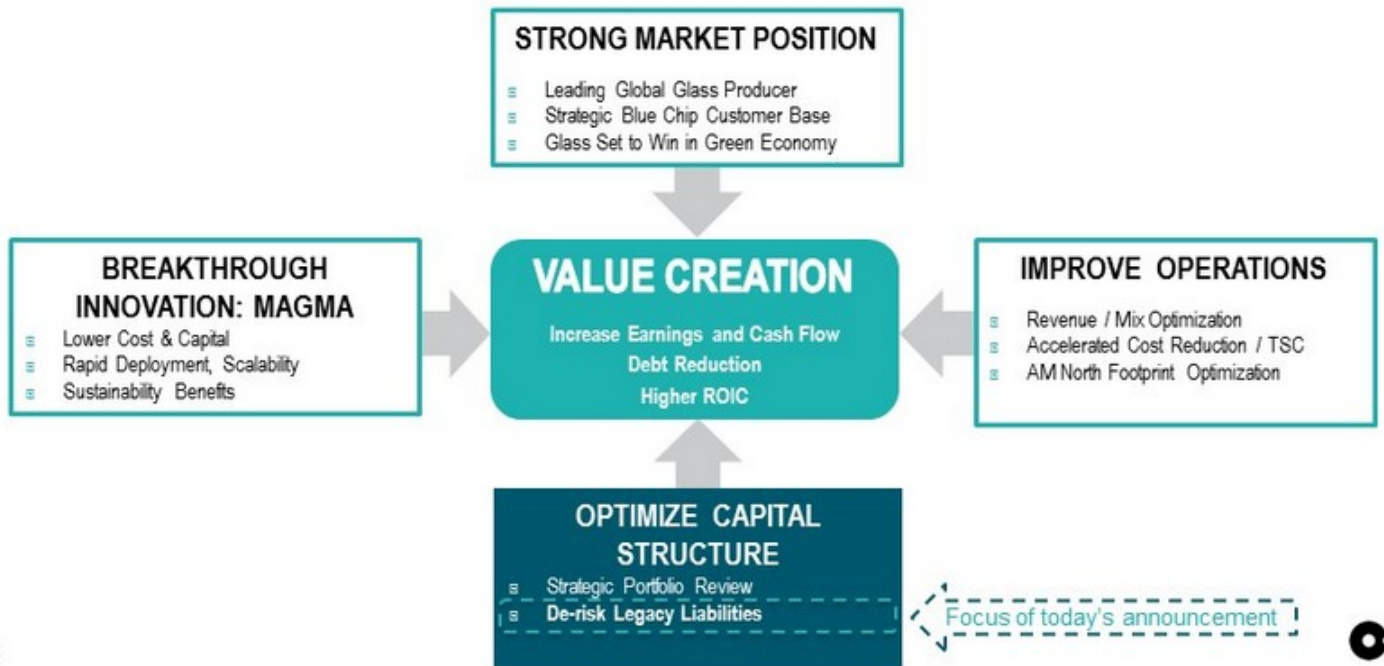 STRONG MARKET POSITION
Leading Global Glass Producer
Strategic Blue Chip Customer Base
Glass Set to Win in Green Economy
BREAKTHROUGH
INNOVATION: MAGMA
Lower Cost & Capital
Rapid Deployment, Scalability
Sustainability Benefits
VALUE CREATION
Increase Earnings and Cash Flow
Debt Reduction
Higher ROIC
IMPROVE OPERATIONS
Revenue / Mix Optimization
Accelerated Cost Reduction / TSC
AM North Footprint Optimization
OPTIMIZE CAPITAL
STRUCTURE
Strategic Portfolio Review
De-risk Legacy Liabilities
Focus of today's announcement